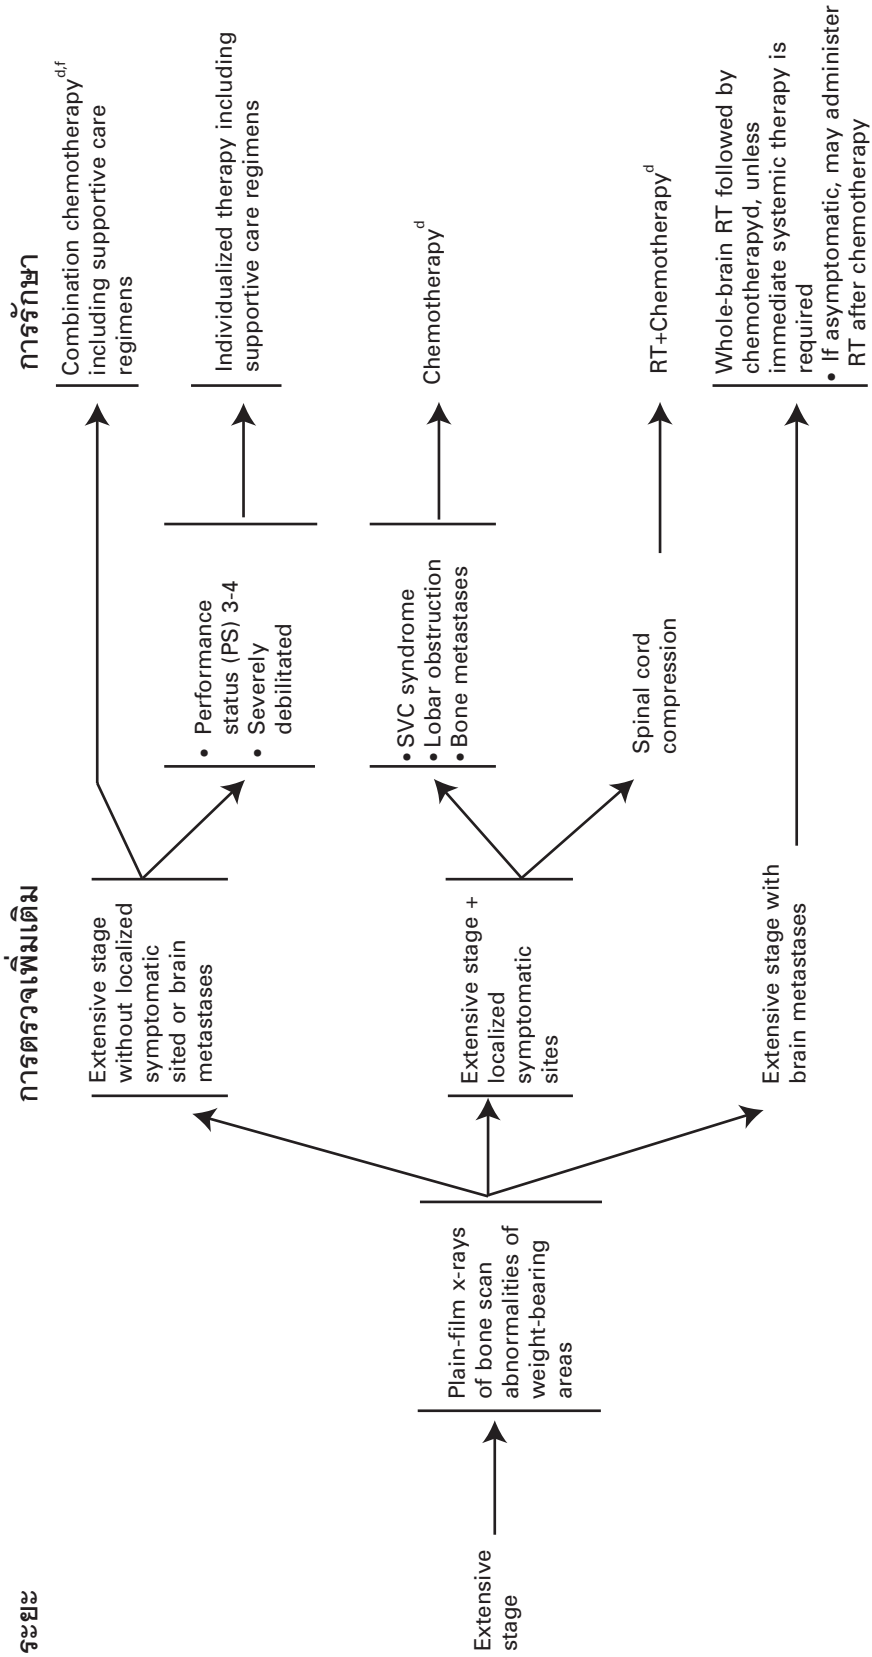 ระยะ
การตรวจเพิ่มเติม
การรักษา
Extensive
stage
Plain-film x-rays
of bone scan
abnormalities of
weight-bearing
areas
Extensive stage
without localized
symptomatic
sited or brain
metastases
Combination chemotherapy^d,f
including supportive care
regimens
• Performance
status (PS) 3-4
• Severely
debilitated
Individualized therapy including
supportive care regimens
Extensive stage +
localized
symptomatic
sites
• SVC syndrome
• Lobar obstruction
• Bone metastases
Chemotherapy^d
Spinal cord
compression
RT+Chemotherapy^d
Extensive stage with
brain metastases
Whole-brain RT followed by
chemotherapyd, unless
immediate systemic therapy is
required
• If asymptomatic, may administer
RT after chemotherapy